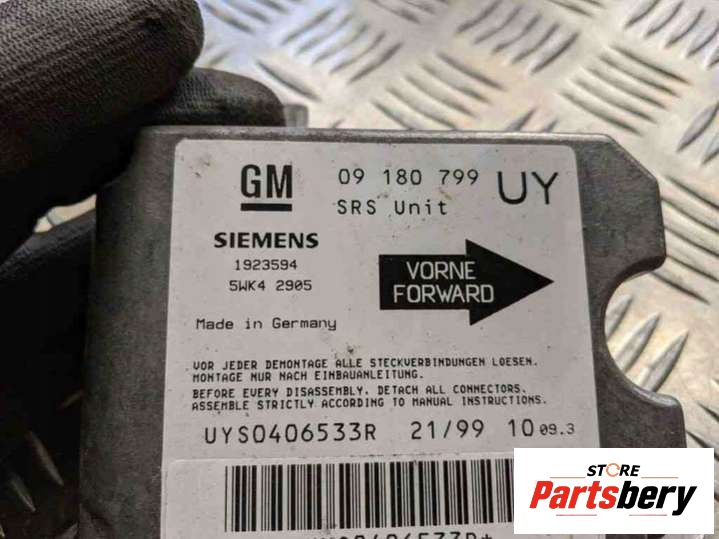 GM
09 180 799
UY
SRS Unit
SIEMENS
1923594
5WK4 2905
VORNE
FORWARD
Made in Germany
VOR JEDER DEMONTAGE ALLE STECKVERBINDUNGEN LOESEN.
MONTAGE NUR NACH EINBAUANLEITUNG.
BEFORE EVERY DISASSEMBLY, DETACH ALL CONNECTORS.
ASSEMBLE STRICTLY ACCORDING TO MANUAL INSTRUCTIONS.
UYS0406533R 21/99 10 09.3
STORE
Partsbery